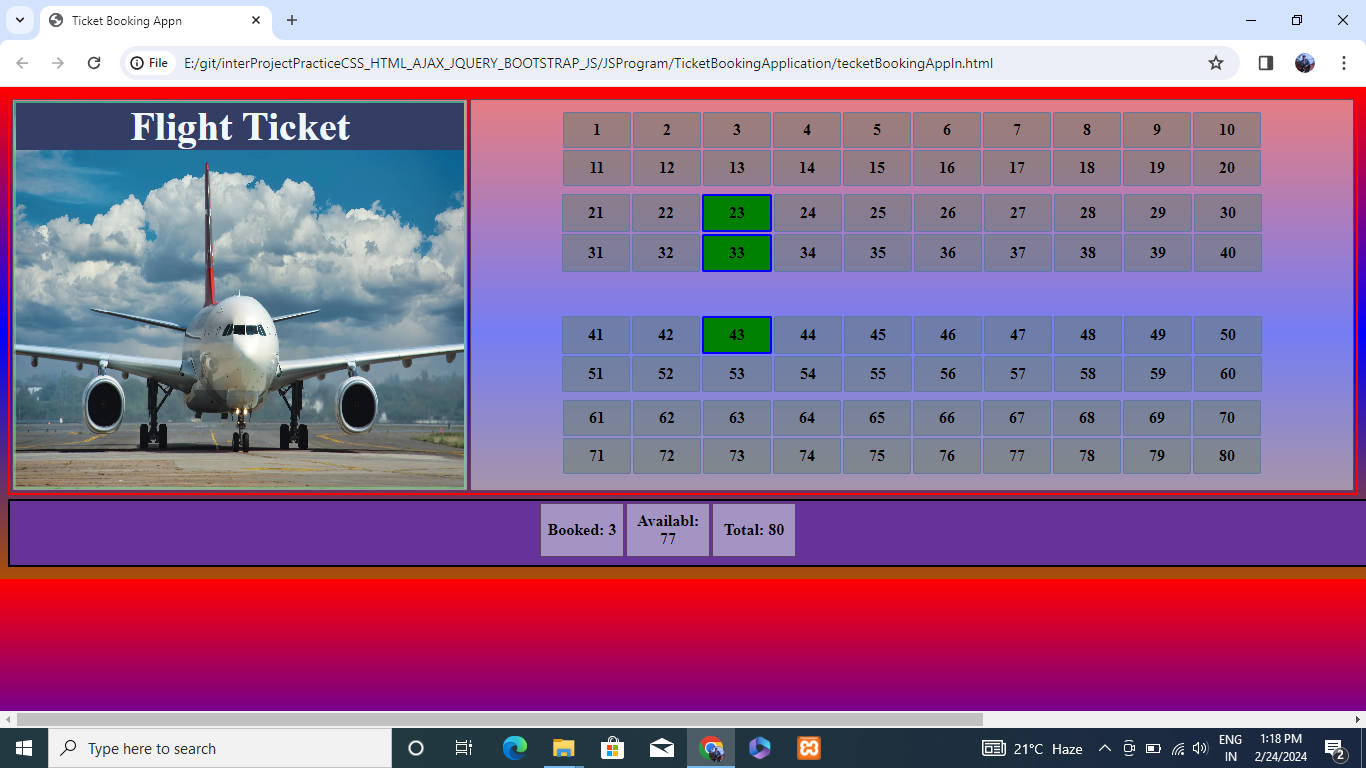 Ticket Booking Appn
File E:/git/interProjectPracticeCSS_HTML_AJAX_JQUERY_BOOTSTRAP_JS/JSProgram/TicketBookingApplication/tecketBookingAppln.html
Flight Ticket
1 2 3 4 5 6 7 8 9 10
11 12 13 14 15 16 17 18 19 20
21 22 23 24 25 26 27 28 29 30
31 32 33 34 35 36 37 38 39 40
41 42 43 44 45 46 47 48 49 50
51 52 53 54 55 56 57 58 59 60
61 62 63 64 65 66 67 68 69 70
71 72 73 74 75 76 77 78 79 80
Booked: 3
Availabl:
77
Total: 80
Type here to search
21°C Haze
ENG
IN
1:18 PM
2/24/2024
2